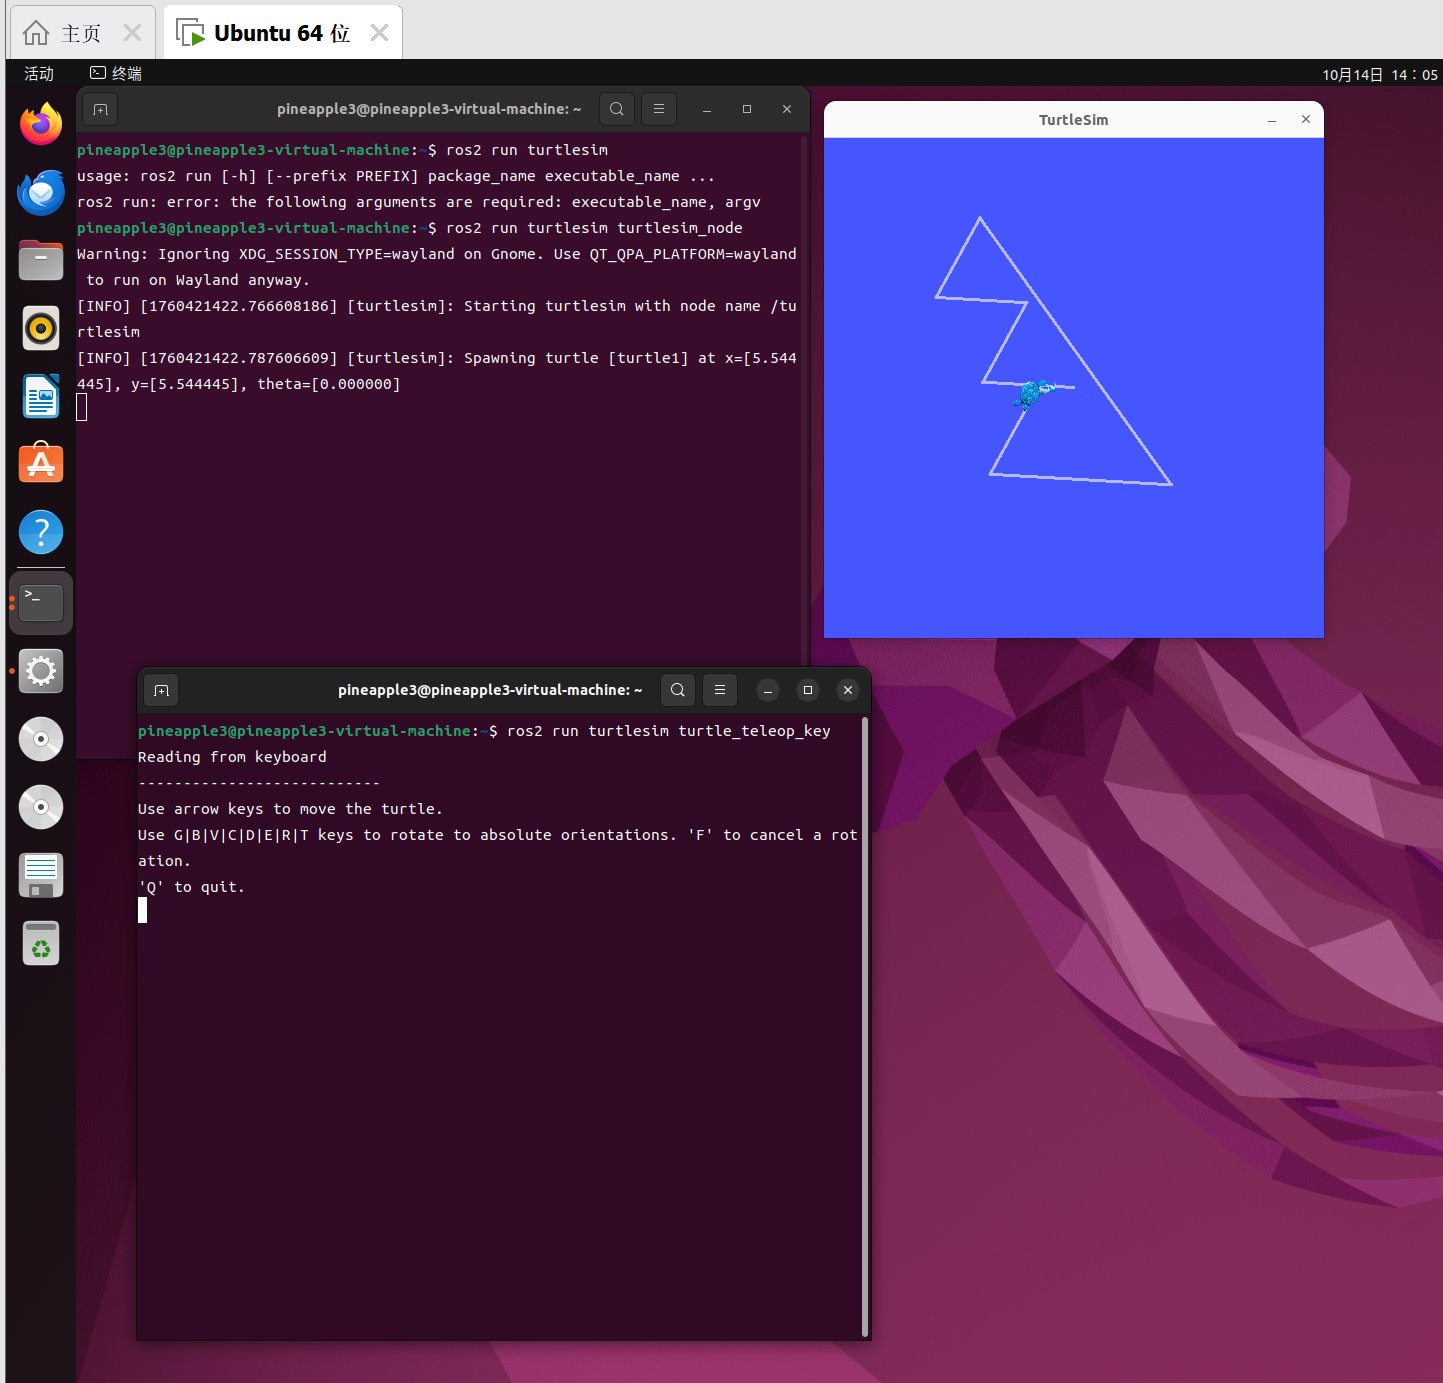 主页
Ubuntu 64 位
活动
终端
10月14日 14：05
pineapple3@pineapple3-virtual-machine: ~
pineapple3@pineapple3-virtual-machine:~$ ros2 run turtlesim
usage: ros2 run [-h] [--prefix PREFIX] package_name executable_name ...
ros2 run: error: the following arguments are required: executable_name, argv
pineapple3@pineapple3-virtual-machine:~$ ros2 run turtlesim turtlesim_node
Warning: Ignoring XDG_SESSION_TYPE=wayland on Gnome. Use QT_QPA_PLATFORM=wayland
 to run on Wayland anyway.
[INFO] [1760421422.766608186] [turtlesim]: Starting turtlesim with node name /tu
rtlesim
[INFO] [1760421422.787606609] [turtlesim]: Spawning turtle [turtle1] at x=[5.544
445], y=[5.544445], theta=[0.000000]
TurtleSim
pineapple3@pineapple3-virtual-machine: ~
pineapple3@pineapple3-virtual-machine:~$ ros2 run turtlesim turtle_teleop_key
Reading from keyboard
---------------------------
Use arrow keys to move the turtle.
Use G|B|V|C|D|E|R|T keys to rotate to absolute orientations. 'F' to cancel a rot
ation.
'Q' to quit.